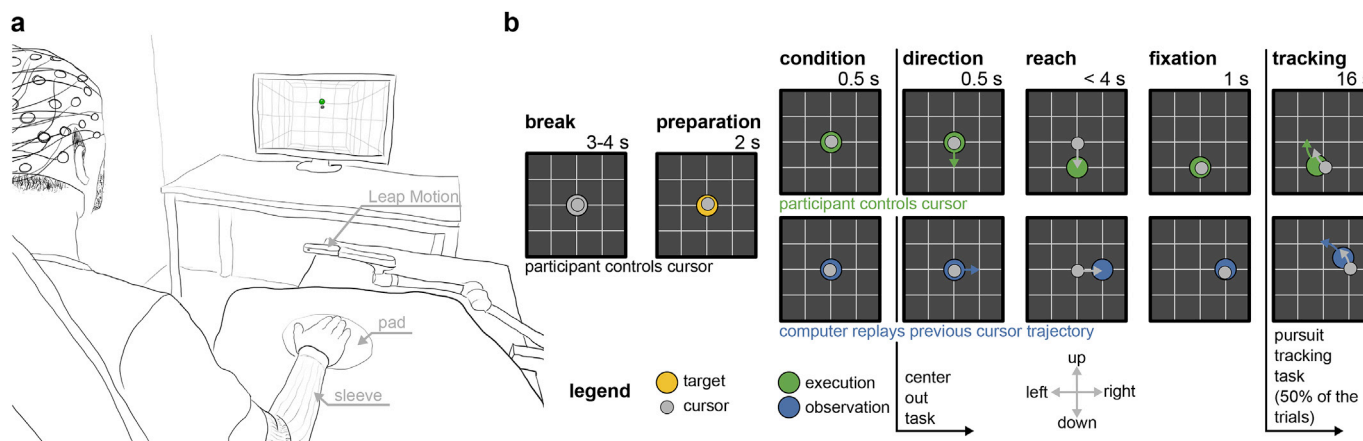 a
b
Leap Motion
pad
sleeve
break
3-4 s
preparation
2 s
participant controls cursor
condition
0.5 s
direction
0.5 s
reach
< 4 s
fixation
1 s
tracking
16
participant controls cursor
computer replays previous cursor trajectory
legend
target
cursor
execution
observation
center
out
task
up
left
right
down
pursuit
tracking
task
(50% of the
trials)